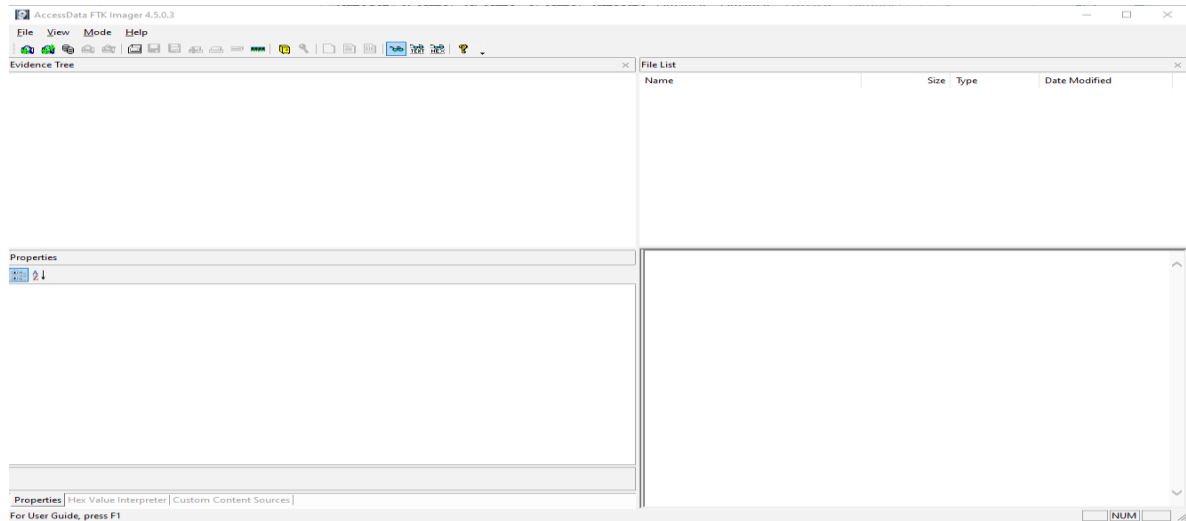 AccessData FTK Imager 4.5.0.3
File View Mode Help
Evidence Tree
File List
Name Size Type Date Modified
Properties
Properties Hex Value Interpreter Custom Content Sources
For User Guide, press F1
NUM